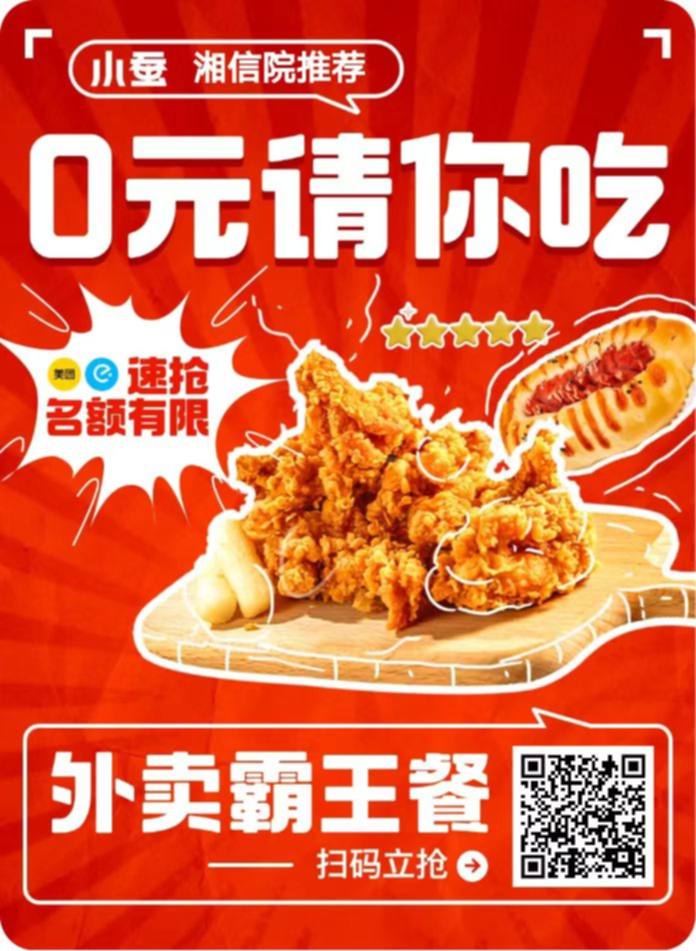 小蚕 湘信院推荐
0元请你吃
美团 e 速抢
名额有限
外卖霸王餐
扫码立抢